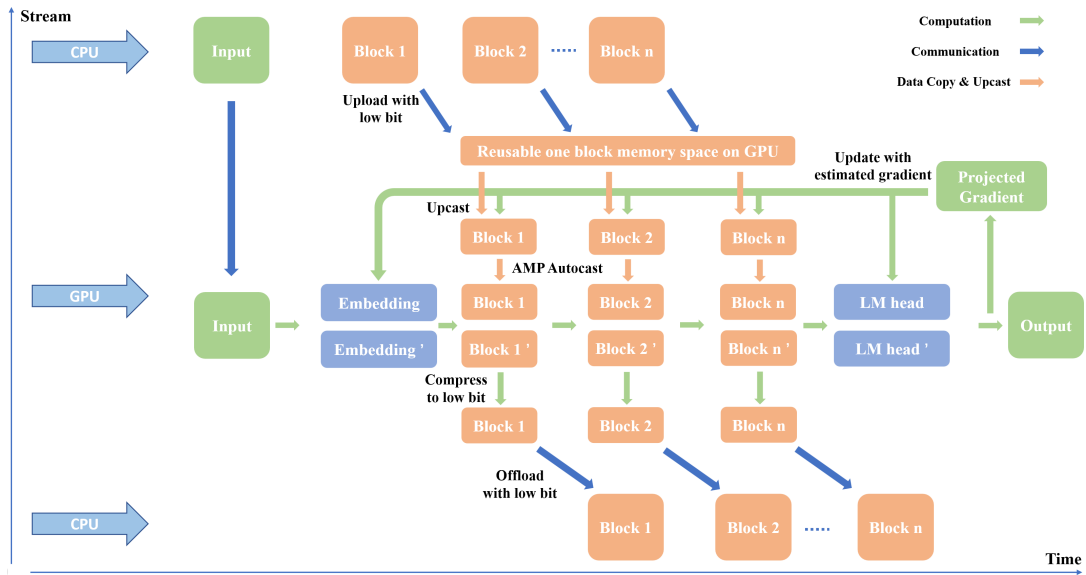 Stream
CPU
Input
Block 1
Block 2
.....
Block n
Computation
Communication
Data Copy & Upcast
Upload with
low bit
Reusable one block memory space on GPU
Update with
estimated gradient
Projected
Gradient
Upcast
Block 1
Block 2
Block n
AMP Autocast
GPU
Input
Embedding
Embedding '
Block 1
Block 1 '
Block 2
Block 2 '
Block n
Block n '
LM head
LM head '
Output
Compress
to low bit
Block 1
Block 2
Block n
Offload
with low bit
CPU
Block 1
Block 2
.....
Block n
Time